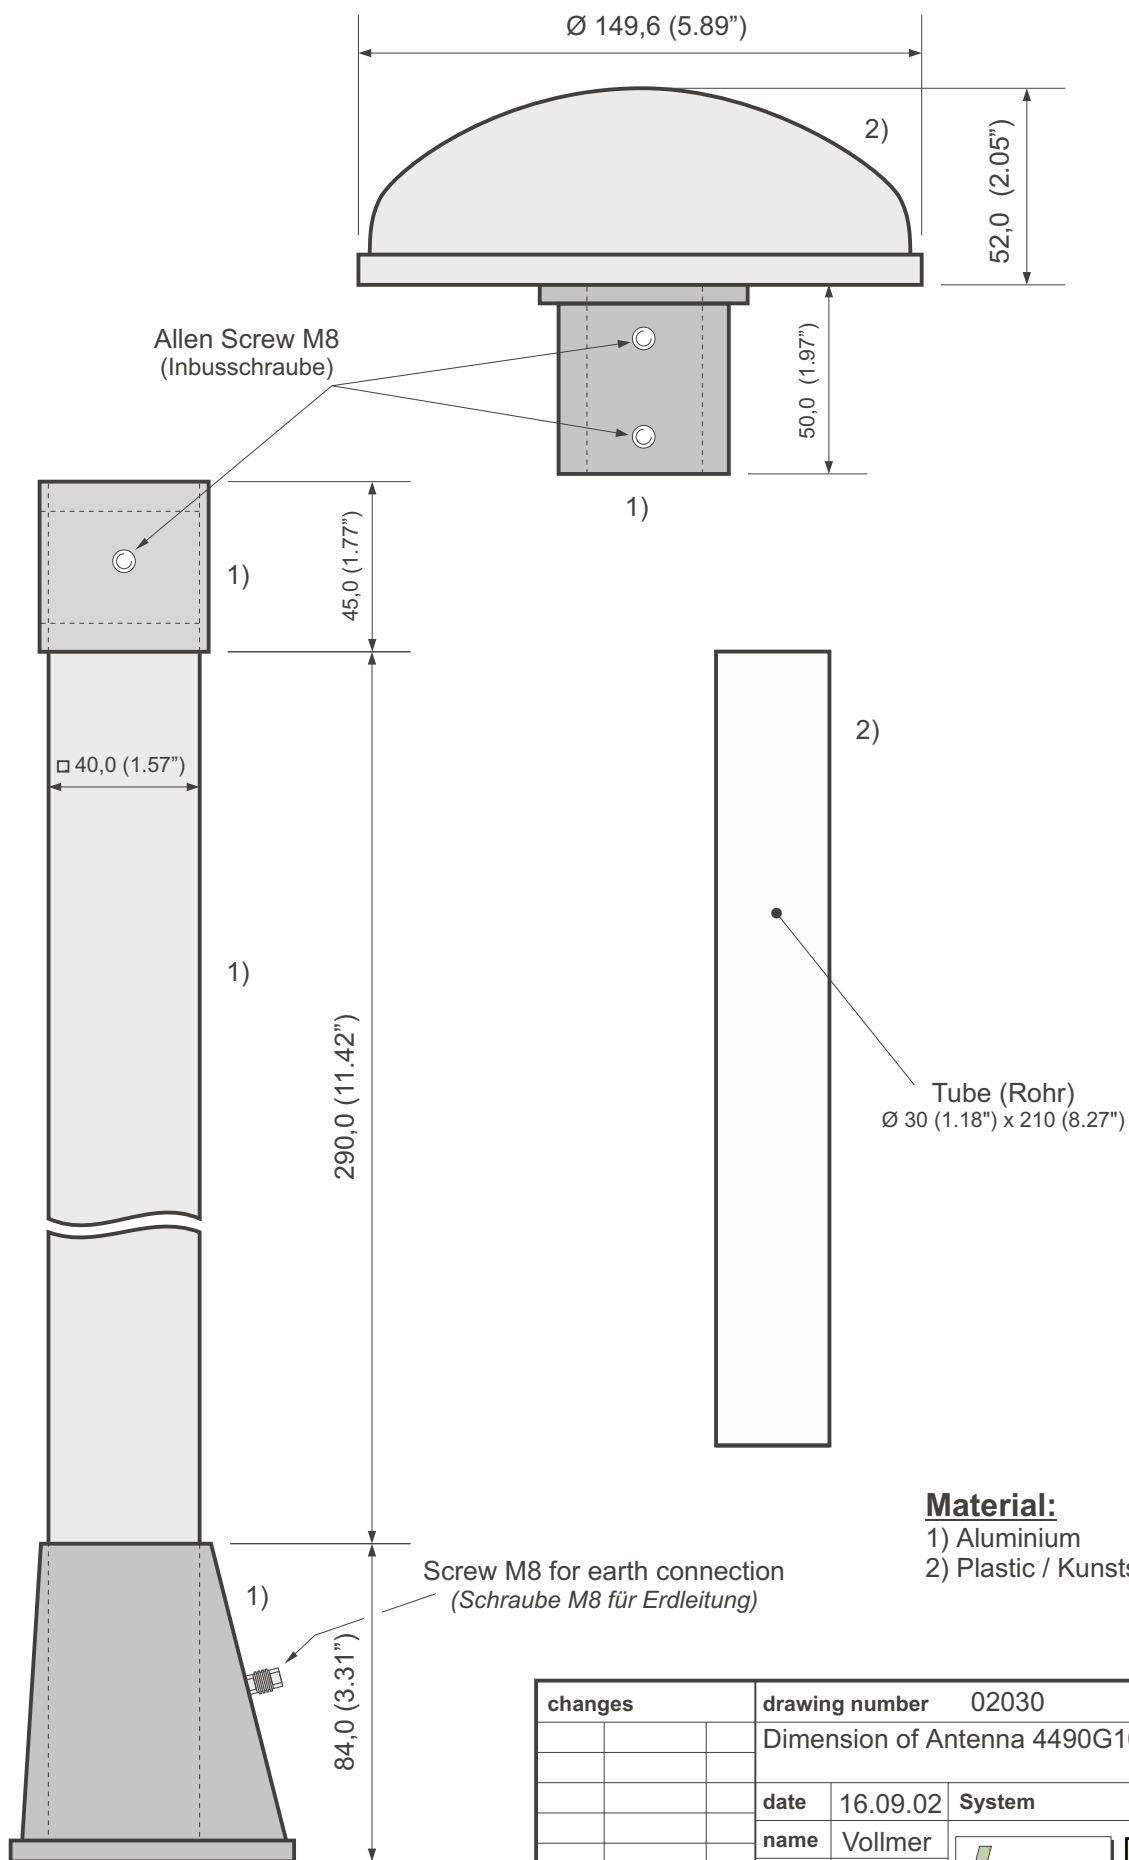 Ø 149,6 (5.89”)
2)
52,0 (2.05”)
Allen Screw M8
(Inbusschraube)
50,0 (1.97”)
1)
45,0 (1.77”)
1)
2)
40,0 (1.57”)
1)
290,0 (11.42”)
Tube (Rohr)
Ø 30 (1.18") x 210 (8.27")
Material:
1) Aluminium
2) Plastic / Kunsts
Screw M8 for earth connection
(Schraube M8 für Erdleitung)
1)
84,0 (3.31”)
changes
drawing number 02030
Dimension of Antenna 4490G1
date 16.09.02 System
name Vollmer